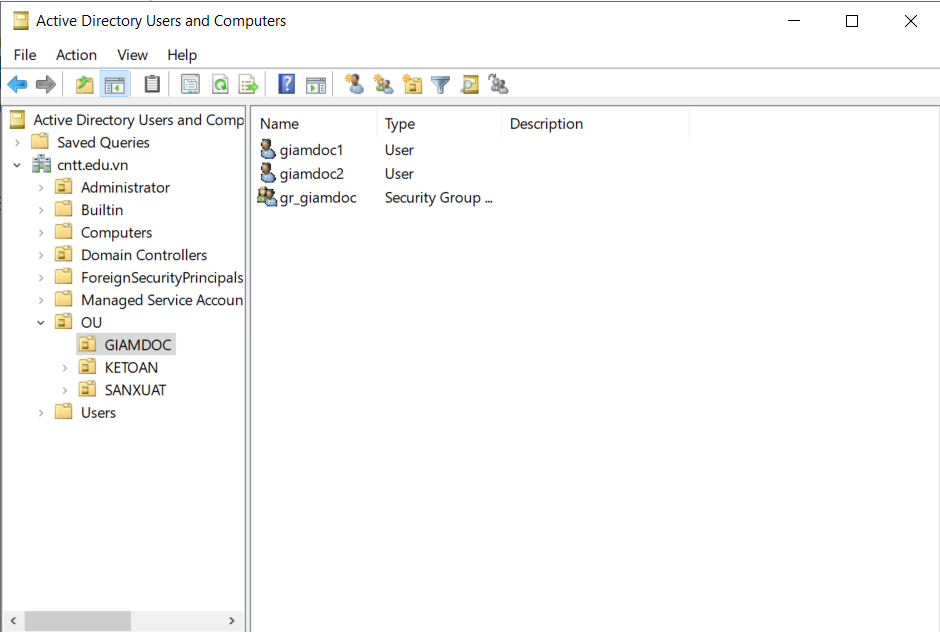 Active Directory Users and Computers
File Action View Help
Active Directory Users and Comp
Saved Queries
cntt.edu.vn
Administrator
Builtin
Computers
Domain Controllers
ForeignSecurityPrincipals
Managed Service Accoun
OU
GIAMDOC
KETOAN
SANXUAT
Users
Name Type Description
giamdoc1 User
giamdoc2 User
gr_giamdoc Security Group ...